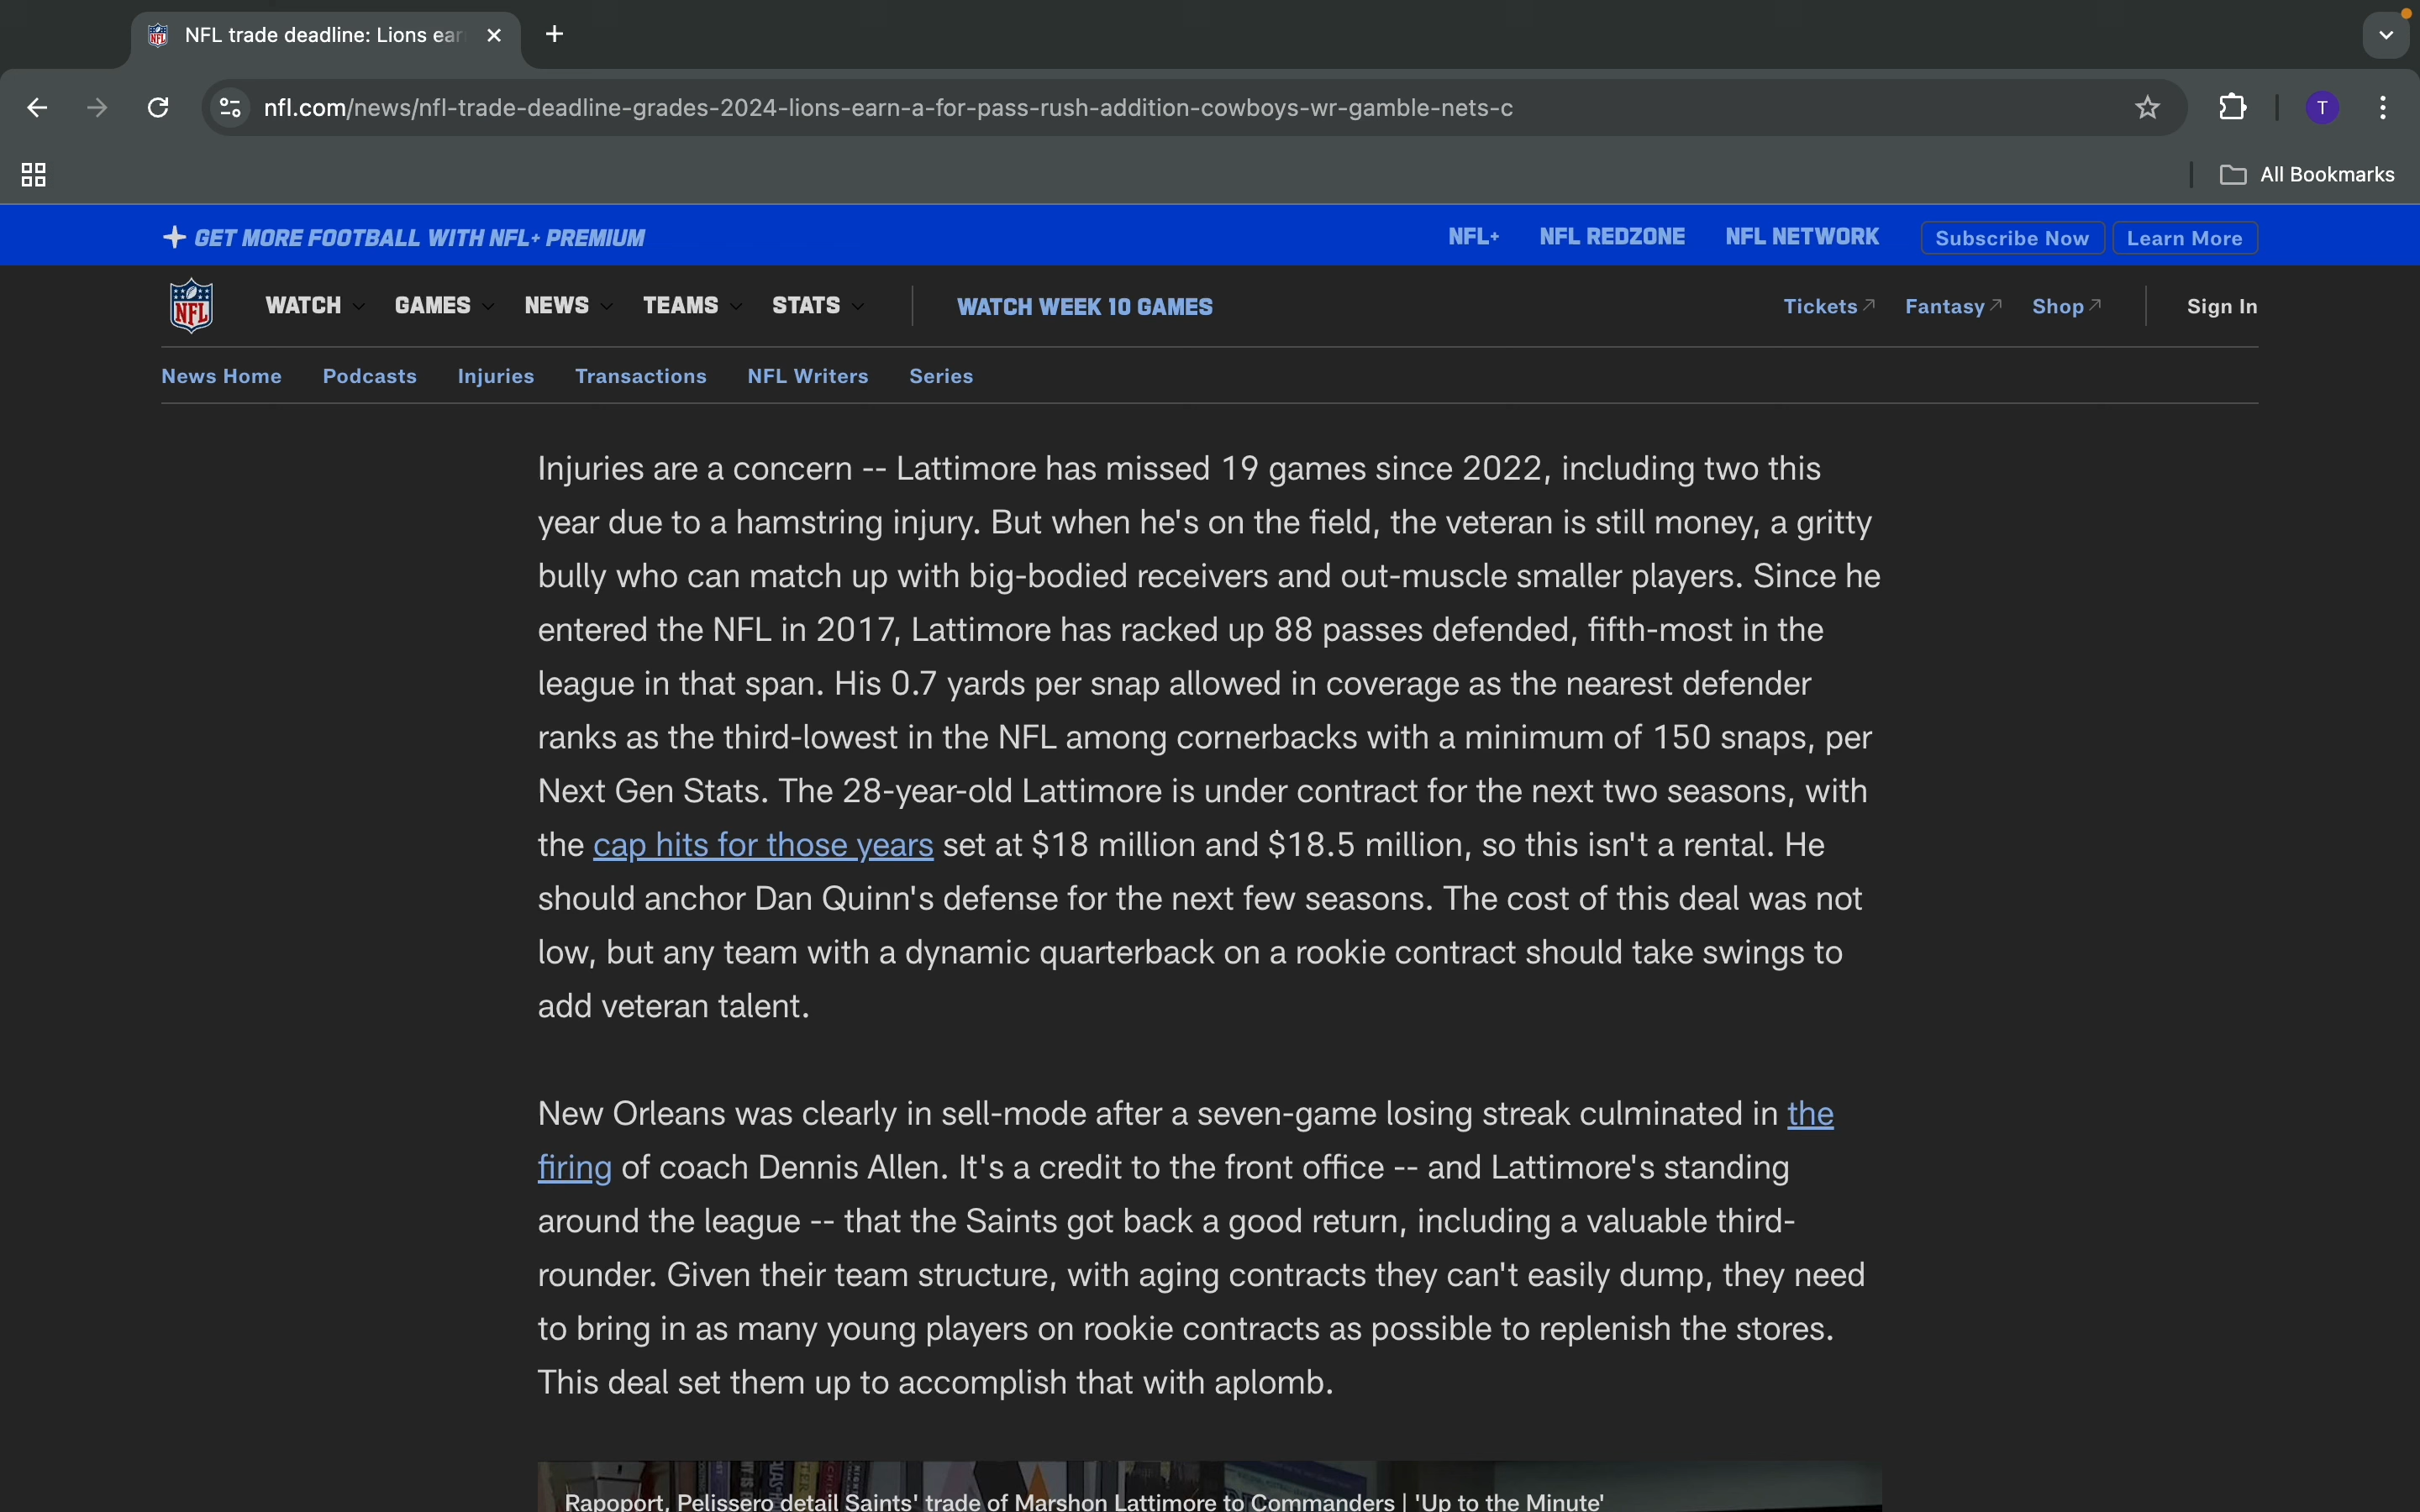 NFL trade deadline: Lions ear
nfl.com/news/nfl-trade-deadline-grades-2024-lions-earn-a-for-pass-rush-addition-cowboys-wr-gamble-nets-c
T
All Bookmarks
GET MORE FOOTBALL WITH NFL+ PREMIUM
NFL+ NFL REDZONE NFL NETWORK Subscribe Now Learn More
NFL WATCH GAMES NEWS TEAMS STATS WATCH WEEK 10 GAMES Tickets Fantasy Shop Sign In
News Home Podcasts Injuries Transactions NFL Writers Series
Injuries are a concern -- Lattimore has missed 19 games since 2022, including two this
year due to a hamstring injury. But when he's on the field, the veteran is still money, a gritty
bully who can match up with big-bodied receivers and out-muscle smaller players. Since he
entered the NFL in 2017, Lattimore has racked up 88 passes defended, fifth-most in the
league in that span. His 0.7 yards per snap allowed in coverage as the nearest defender
ranks as the third-lowest in the NFL among cornerbacks with a minimum of 150 snaps, per
Next Gen Stats. The 28-year-old Lattimore is under contract for the next two seasons, with
the cap hits for those years set at $18 million and $18.5 million, so this isn't a rental. He
should anchor Dan Quinn's defense for the next few seasons. The cost of this deal was not
low, but any team with a dynamic quarterback on a rookie contract should take swings to
add veteran talent.
New Orleans was clearly in sell-mode after a seven-game losing streak culminated in the
firing of coach Dennis Allen. It's a credit to the front office -- and Lattimore's standing
around the league -- that the Saints got back a good return, including a valuable third-
rounder. Given their team structure, with aging contracts they can't easily dump, they need
to bring in as many young players on rookie contracts as possible to replenish the stores.
This deal set them up to accomplish that with aplomb.
Rapoport, Pelissero detail Saints' trade of Marshon Lattimore to Commanders | 'Up to the Minute'